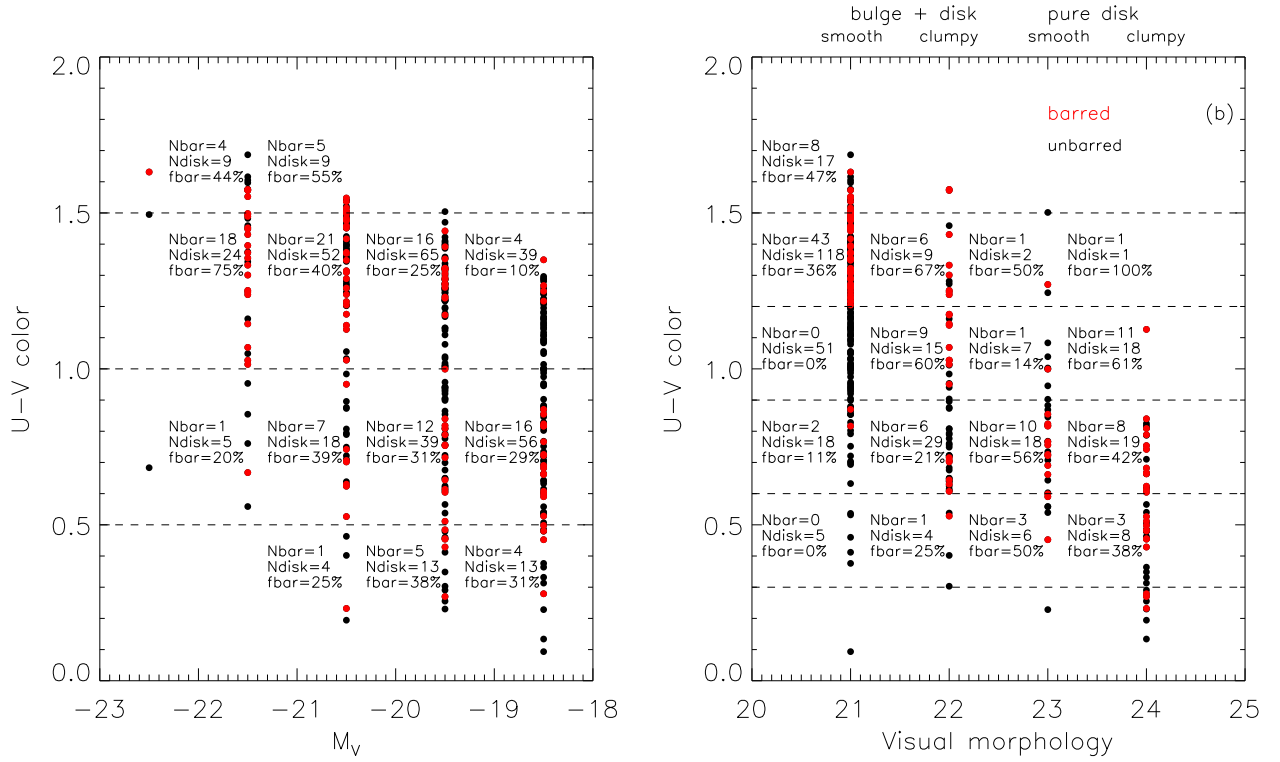 bulge + disk pure disk
smooth clumpy smooth clumpy
2.0
1.5
1.0
0.5
0.0
U−V color
−23 −22 −21 −20 −19 −18
Mv
Nbar=4 Nbar=5
Ndisk=9 Ndisk=9
fbar=44% fbar=55%
Nbar=18 Nbar=21 Nbar=16 Nbar=4
Ndisk=24 Ndisk=52 Ndisk=65 Ndisk=39
fbar=75% fbar=40% fbar=25% fbar=10%
Nbar=1 Nbar=7 Nbar=12 Nbar=16
Ndisk=5 Ndisk=18 Ndisk=39 Ndisk=56
fbar=20% fbar=39% fbar=31% fbar=29%
Nbar=1 Nbar=5 Nbar=4
Ndisk=4 Ndisk=13 Ndisk=13
fbar=25% fbar=38% fbar=31%
2.0
1.5
1.0
0.5
0.0
U−V color
20 21 22 23 24 25
Visual morphology
barred (b)
unbarred
Nbar=8
Ndisk=17
fbar=47%
Nbar=43 Nbar=6 Nbar=1 Nbar=1
Ndisk=118 Ndisk=9 Ndisk=2 Ndisk=1
fbar=36% fbar=67% fbar=50% fbar=100%
Nbar=0 Nbar=9 Nbar=1 Nbar=11
Ndisk=51 Ndisk=15 Ndisk=7 Ndisk=18
fbar=0% fbar=60% fbar=14% fbar=61%
Nbar=2 Nbar=6 Nbar=10 Nbar=8
Ndisk=18 Ndisk=29 Ndisk=18 Ndisk=19
fbar=11% fbar=21% fbar=56% fbar=42%
Nbar=0 Nbar=1 Nbar=3 Nbar=3
Ndisk=5 Ndisk=4 Ndisk=6 Ndisk=8
fbar=0% fbar=25% fbar=50% fbar=38%